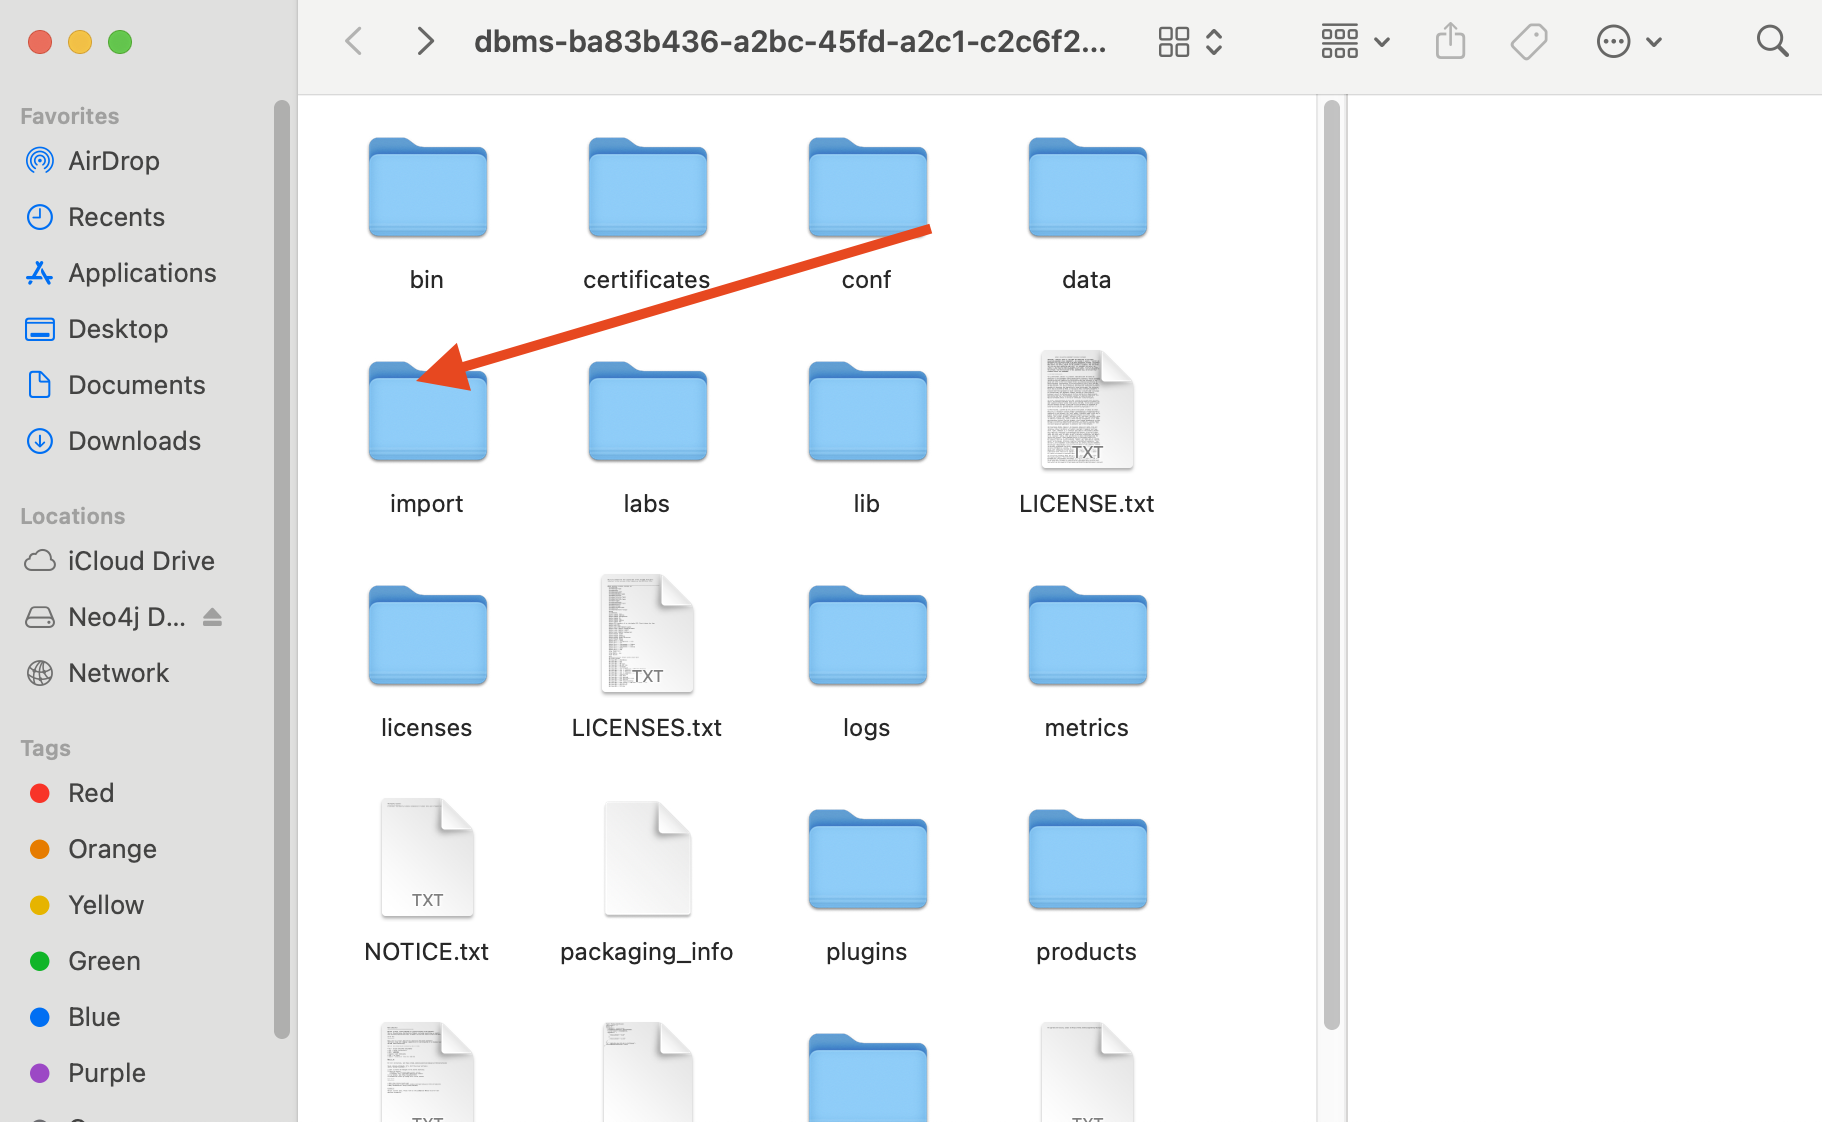 dbms-ba83b436-a2bc-45fd-a2c1-c2c6f2...
Favorites
AirDrop
Recents
Applications
Desktop
Documents
Downloads
Locations
iCloud Drive
Neo4j D...
Network
Tags
Red
Orange
Yellow
Green
Blue
Purple
bin
certificates
conf
data
TXT
import
labs
lib
LICENSE.txt
TXT
licenses
LICENSES.txt
logs
metrics
TXT
NOTICE.txt
packaging_info
plugins
products
TXT
TXT